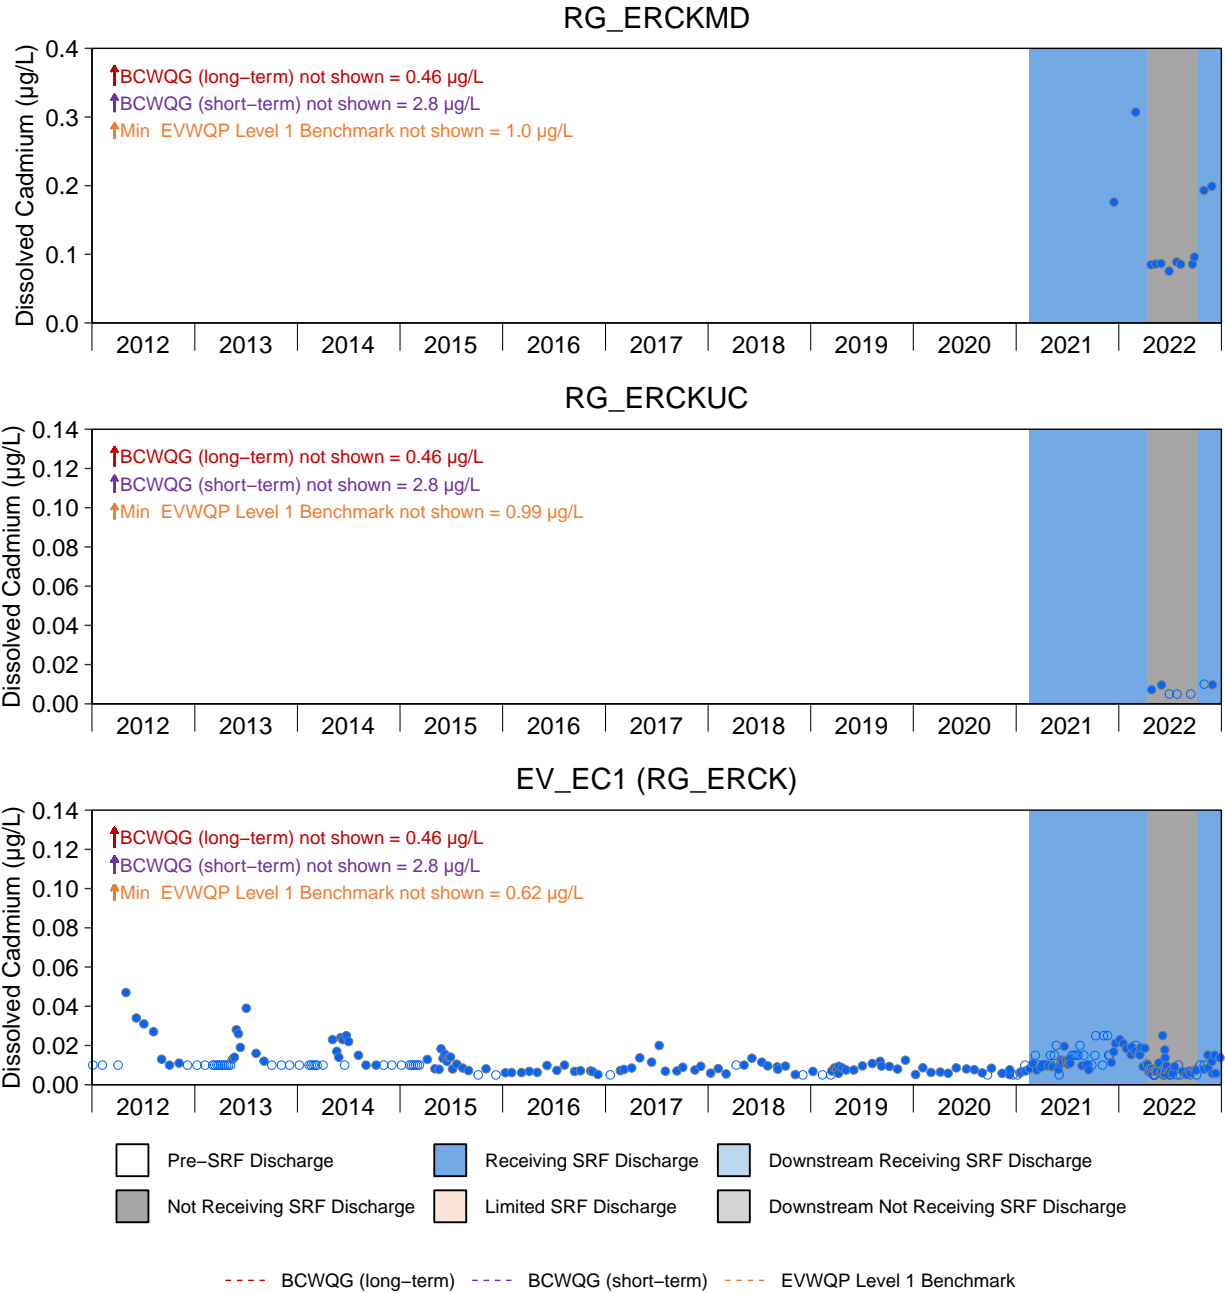 RG_ERCKMD
Dissolved Cadmium (µg/L)
0.4
0.3
0.2
0.1
0.0
BCWQG (long−term) not shown = 0.46 µg/L
BCWQG (short−term) not shown = 2.8 µg/L
Min EVWQP Level 1 Benchmark not shown = 1.0 µg/L
2012 2013 2014 2015 2016 2017 2018 2019 2020 2021 2022
RG_ERCKUC
Dissolved Cadmium (µg/L)
0.14
0.12
0.10
0.08
0.06
0.04
0.02
0.00
BCWQG (long−term) not shown = 0.46 µg/L
BCWQG (short−term) not shown = 2.8 µg/L
Min EVWQP Level 1 Benchmark not shown = 0.99 µg/L
2012 2013 2014 2015 2016 2017 2018 2019 2020 2021 2022
EV_EC1 (RG_ERCK)
Dissolved Cadmium (µg/L)
0.14
0.12
0.10
0.08
0.06
0.04
0.02
0.00
BCWQG (long−term) not shown = 0.46 µg/L
BCWQG (short−term) not shown = 2.8 µg/L
Min EVWQP Level 1 Benchmark not shown = 0.62 µg/L
2012 2013 2014 2015 2016 2017 2018 2019 2020 2021 2022
Pre−SRF Discharge Receiving SRF Discharge Downstream Receiving SRF Discharge
Not Receiving SRF Discharge Limited SRF Discharge Downstream Not Receiving SRF Discharge
BCWQG (long−term) BCWQG (short−term) EVWQP Level 1 Benchmark